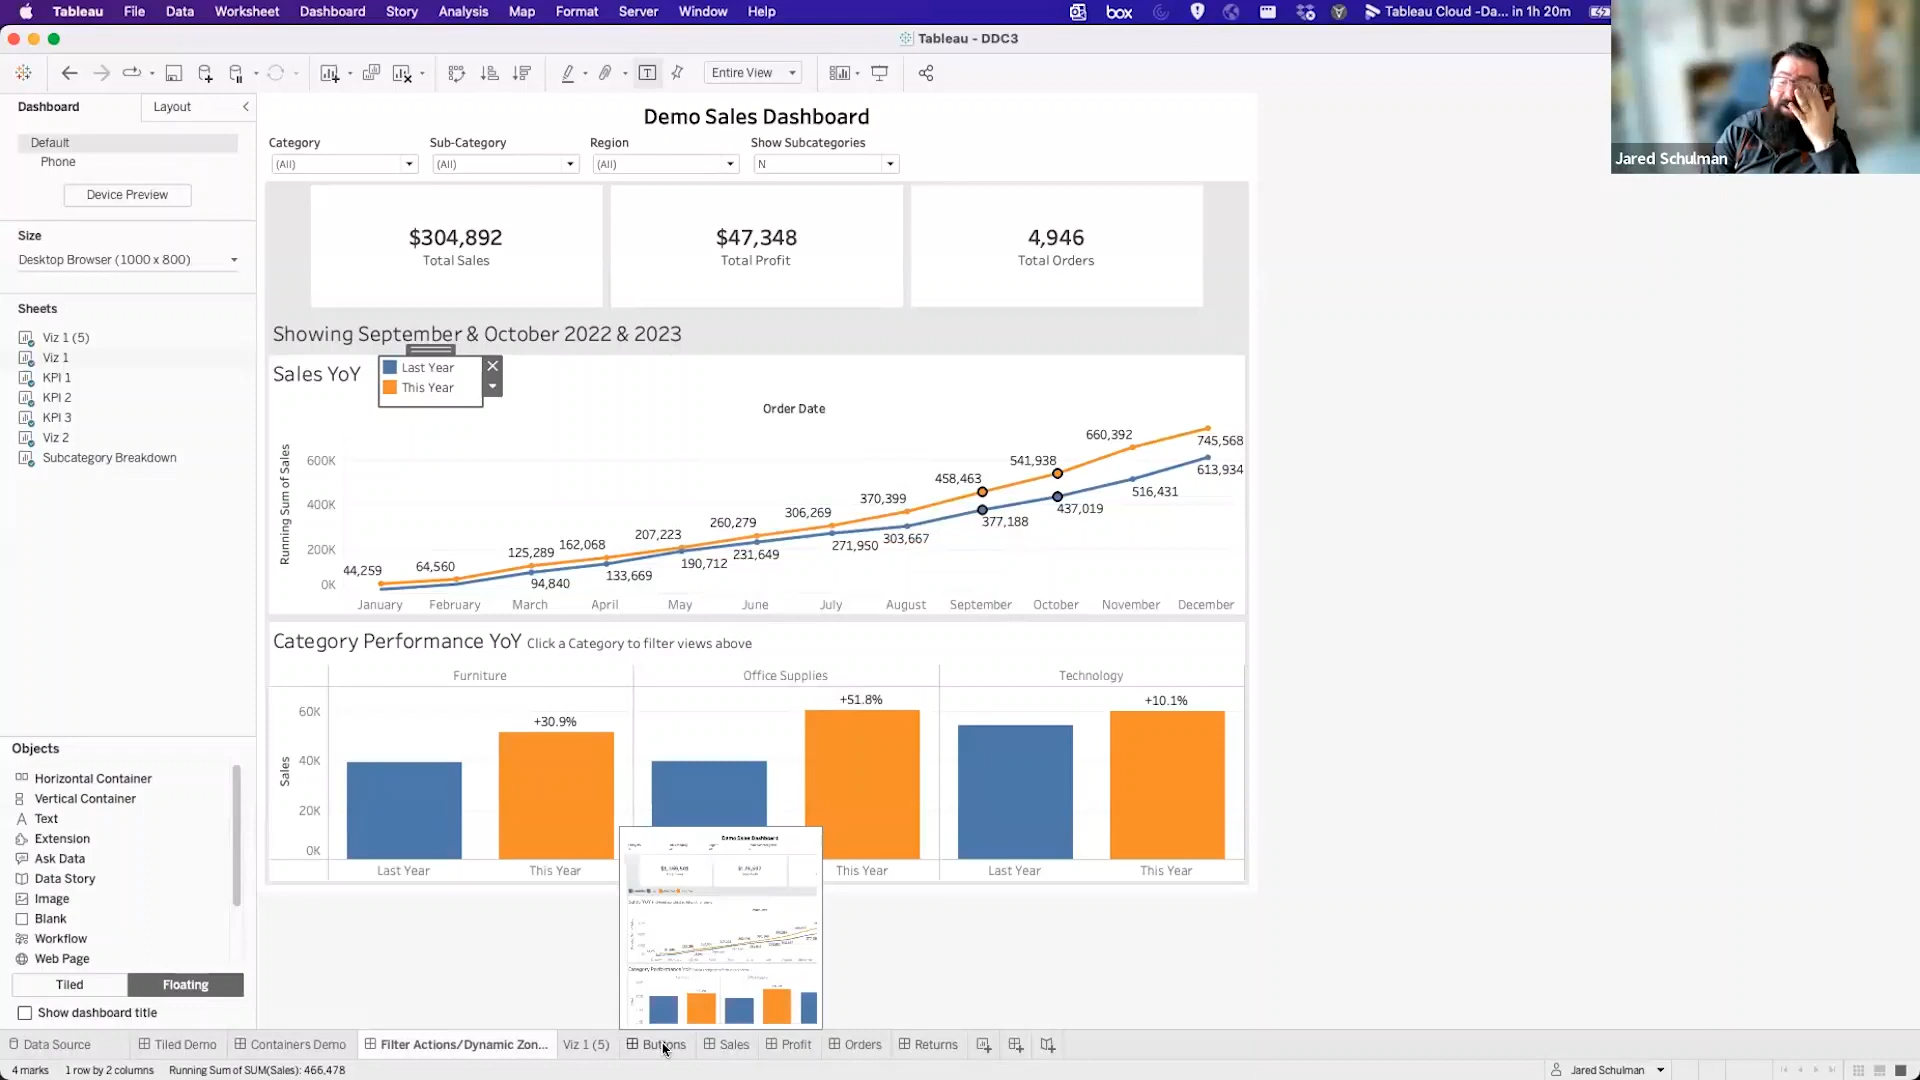 Tableau File Data Worksheet Dashboard Story Analysis Map Format Server Window Help
box
Tableau Cloud -Da... in 1h 20m
Tableau - DDC3
Entire View
Jared Schulman
Dashboard Layout
Default
Phone
Device Preview
Size
Desktop Browser (1000 x 800)
Sheets
Viz 1 (5)
Viz 1
KPI 1
KPI 2
KPI 3
Viz 2
Subcategory Breakdown
Objects
Horizontal Container
Vertical Container
Text
Extension
Ask Data
Data Story
Image
Blank
Workflow
Web Page
Tiled Floating
Show dashboard title
Demo Sales Dashboard
Category Sub-Category Region Show Subcategories
(All) (All) (All) N
$304,892 $47,348 4,946
Total Sales Total Profit Total Orders
Showing September & October 2022 & 2023
Sales YoY
Last Year
This Year
Order Date
Running Sum of Sales
600K
400K
200K
0K
44,259 64,560 125,289 162,068 207,223 260,279 306,269 370,399 458,463 541,938 660,392 745,568
94,840 133,669 190,712 231,649 271,950 303,667 377,188 437,019 516,431 613,934
January February March April May June July August September October November December
Category Performance YoY Click a Category to filter views above
Furniture Office Supplies Technology
Sales
60K
40K
20K
0K
+30.9% +51.8% +10.1%
Last Year This Year This Year Last Year This Year
Demo Sales Dashboard
Data Source Tiled Demo Containers Demo Filter Actions/Dynamic Zon... Viz 1 (5) Buttons Sales Profit Orders Returns
4 marks 1 row by 2 columns Running Sum of SUM(Sales): 466,478
Jared Schulman